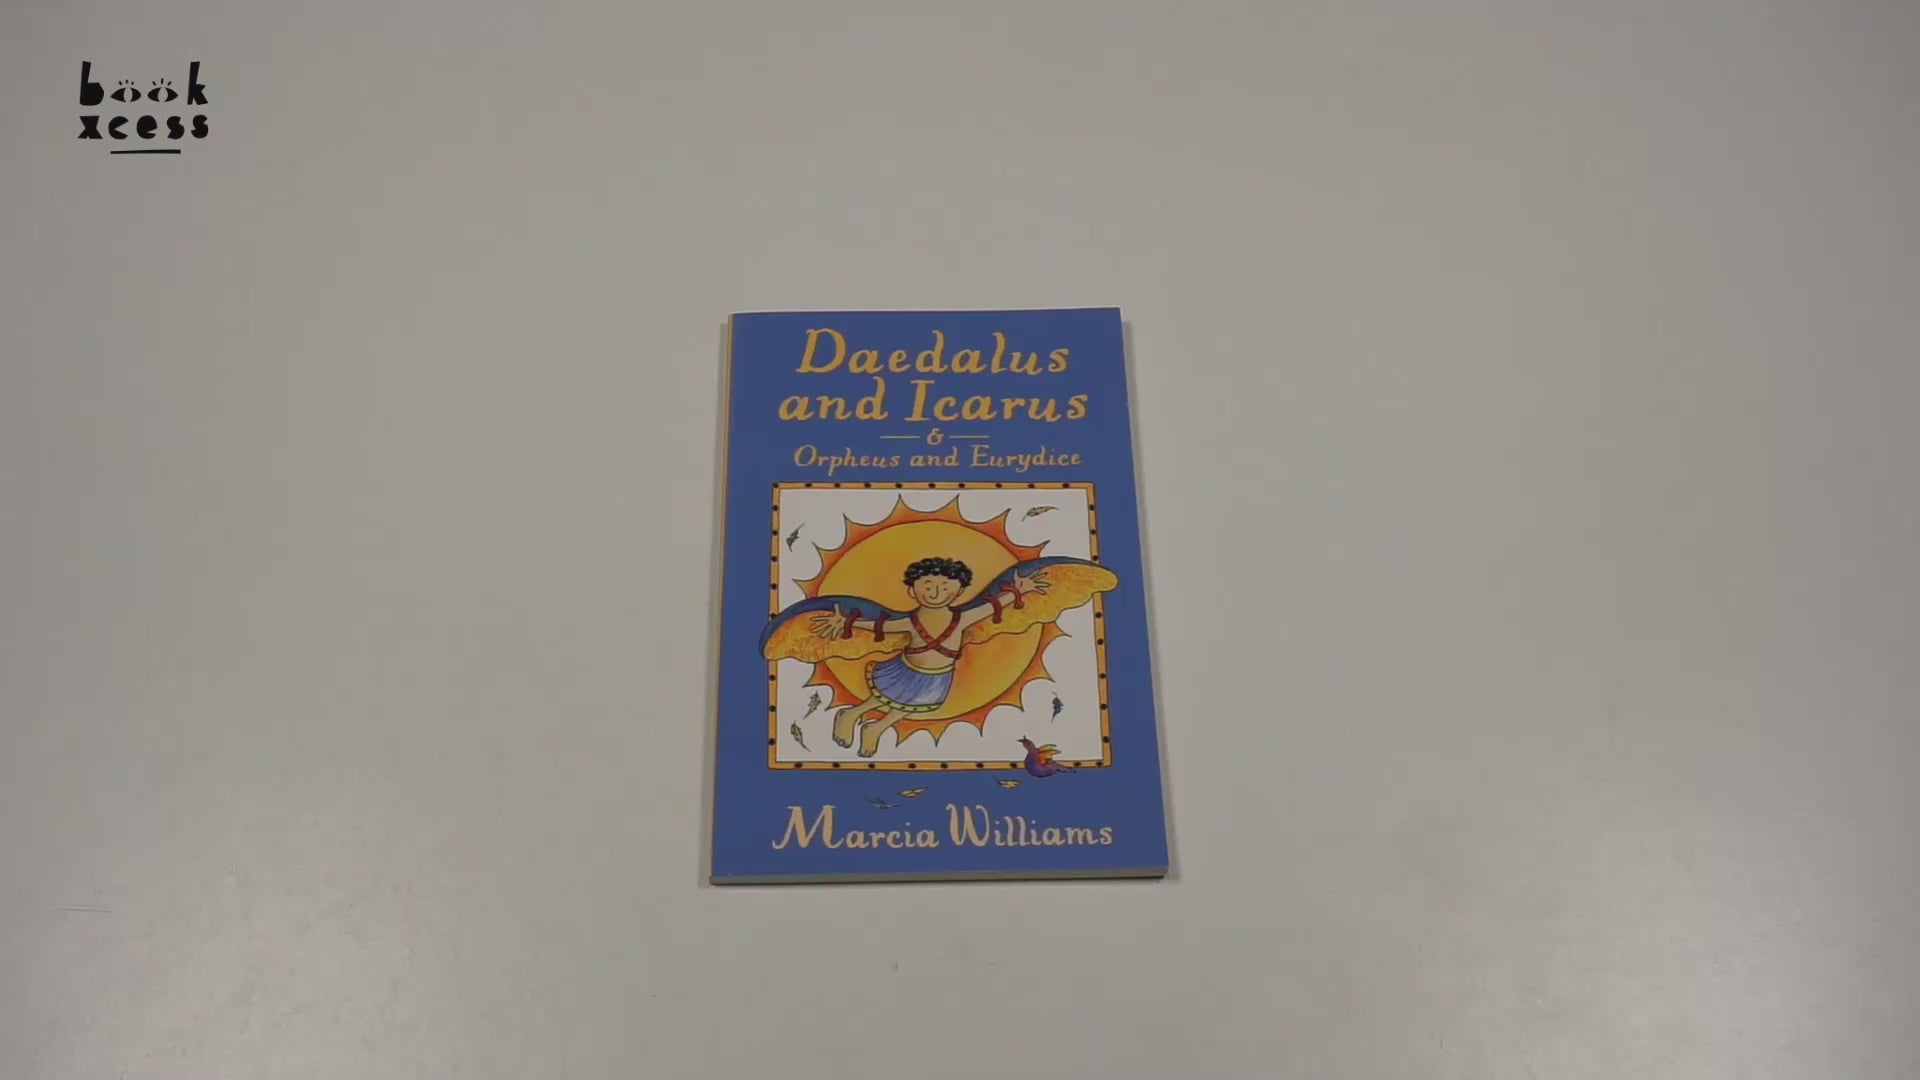 book
xcess
Daedalus
and Icarus
&
Orpheus and Eurydice
Marcia Williams